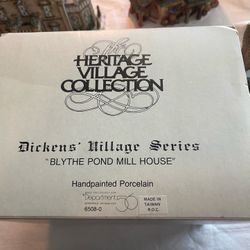 The
HERITAGE
VILLAGE
COLLECTION
Dickens' Village Series
"BLYTHE POND MILL HOUSE"
Handpainted Porcelain
Department 56
6508-0
MADE IN
TAIWAN
R.O.C.